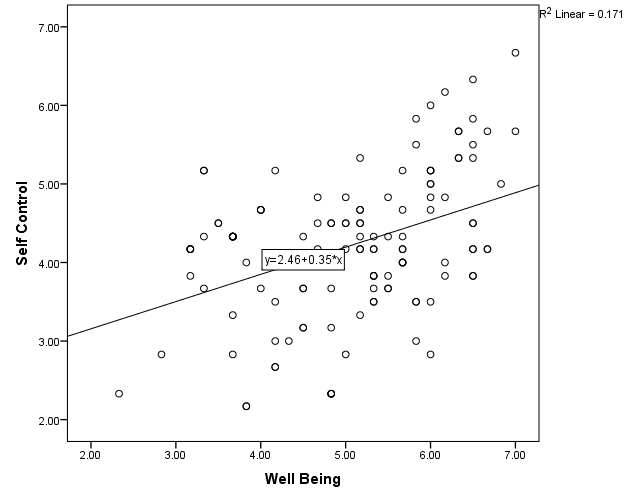 R2 Linear = 0.171
7.00
6.00
5.00
4.00
3.00
2.00
Self Control
y=2.46+0.35*x
2.00 3.00 4.00 5.00 6.00 7.00
Well Being